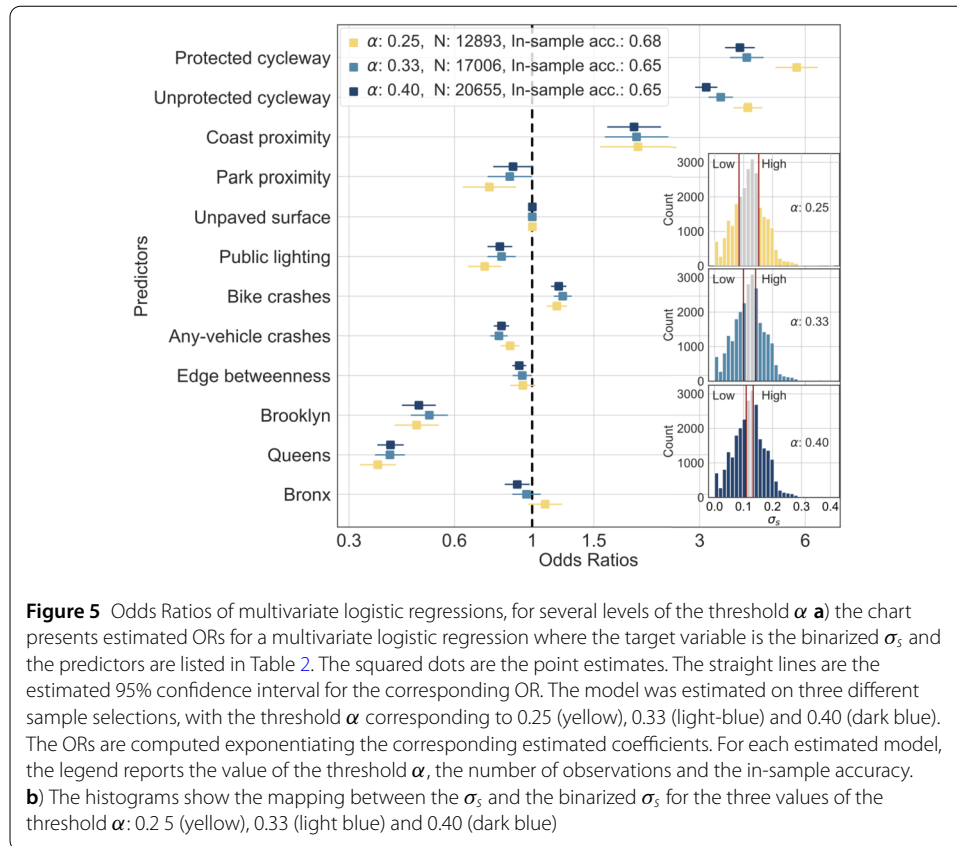 α: 0.25, N: 12893, In-sample acc.: 0.68
α: 0.33, N: 17006, In-sample acc.: 0.65
α: 0.40, N: 20655, In-sample acc.: 0.65
Predictors
Protected cycleway
Unprotected cycleway
Coast proximity
Park proximity
Unpaved surface
Public lighting
Bike crashes
Any-vehicle crashes
Edge betweenness
Brooklyn
Queens
Bronx
0.3 0.6 1 1.5 3 6
Odds Ratios
Low High
α: 0.25
Count
3000
2000
1000
0
Low High
α: 0.33
Count
3000
2000
1000
0
Low High
α: 0.40
Count
3000
2000
1000
0
0.0 0.1 0.2 0.3 0.4
σs
Figure 5 Odds Ratios of multivariate logistic regressions, for several levels of the threshold α a) the chart
presents estimated ORs for a multivariate logistic regression where the target variable is the binarized σs and
the predictors are listed in Table 2. The squared dots are the point estimates. The straight lines are the
estimated 95% confidence interval for the corresponding OR. The model was estimated on three different
sample selections, with the threshold α corresponding to 0.25 (yellow), 0.33 (light-blue) and 0.40 (dark blue).
The ORs are computed exponentiating the corresponding estimated coefficients. For each estimated model,
the legend reports the value of the threshold α, the number of observations and the in-sample accuracy.
b) The histograms show the mapping between the σs and the binarized σs for the three values of the
threshold α: 0.2 5 (yellow), 0.33 (light blue) and 0.40 (dark blue)